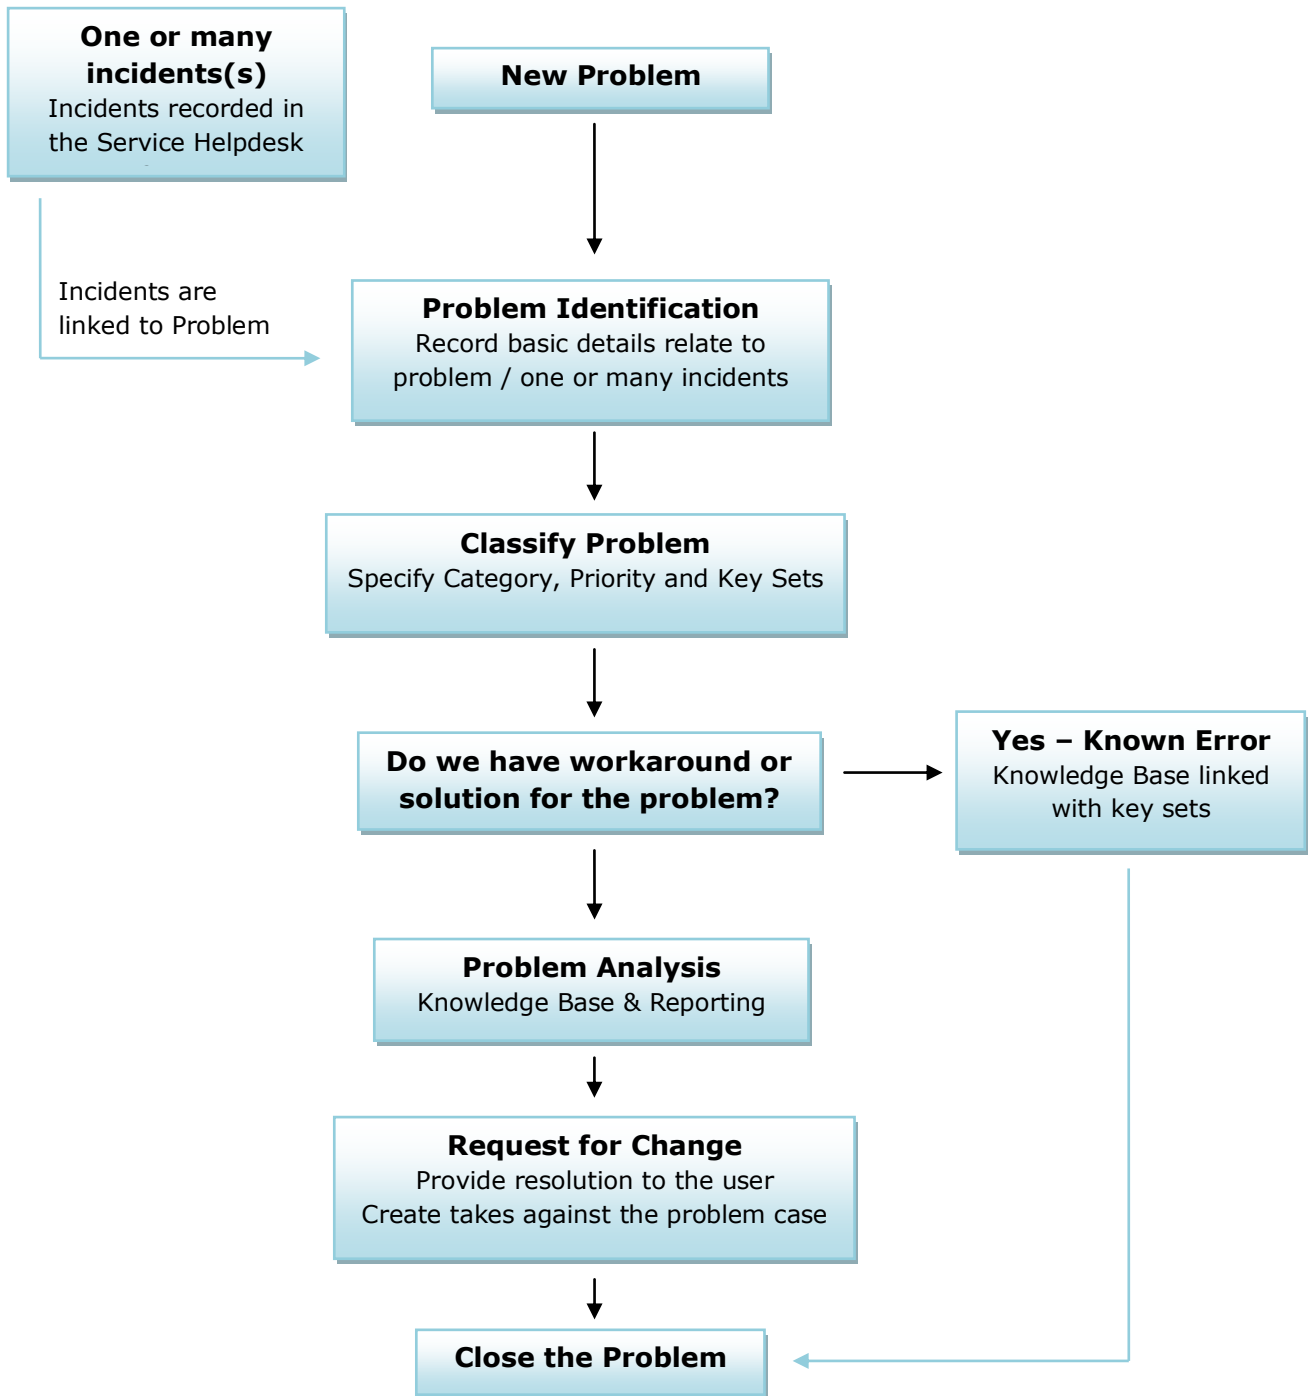 One or many
incidents(s)
Incidents recorded in
the Service Helpdesk
New Problem
Incidents are
linked to Problem
Problem Identification
Record basic details relate to
problem / one or many incidents
Classify Problem
Specify Category, Priority and Key Sets
Do we have workaround or
solution for the problem?
Yes – Known Error
Knowledge Base linked
with key sets
Problem Analysis
Knowledge Base & Reporting
Request for Change
Provide resolution to the user
Create takes against the problem case
Close the Problem